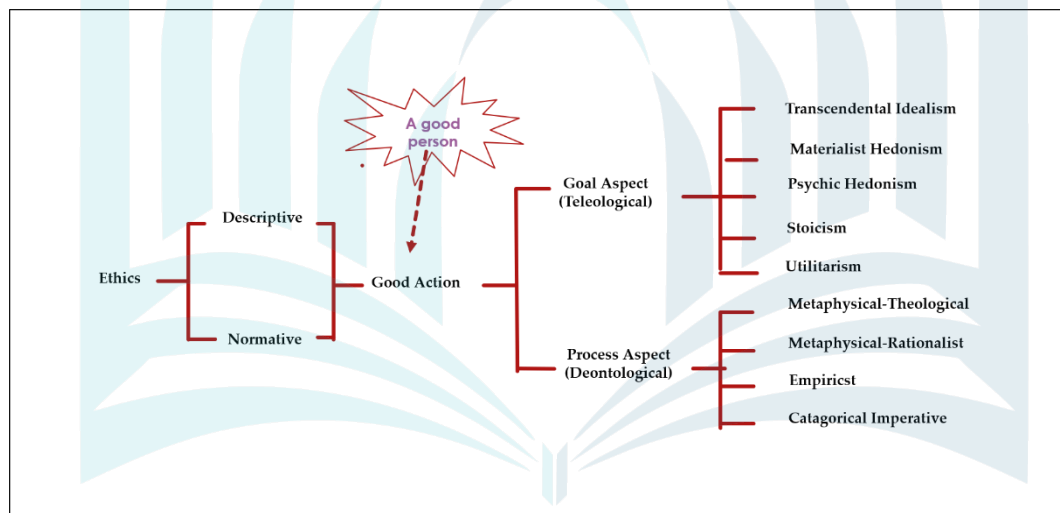 A good
person
Ethics
Descriptive
Normative
Good Action
Goal Aspect
(Teleological)
Process Aspect
(Deontological)
Transcendental Idealism
Materialist Hedonism
Psychic Hedonism
Stoicism
Utilitarism
Metaphysical-Theological
Metaphysical-Rationalist
Empiricst
Catagorical Imperative